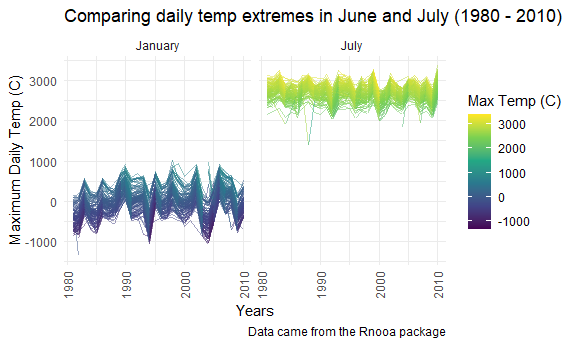 Comparing daily temp extremes in June and July (1980 - 2010)
January
July
Maximum Daily Temp (C)
3000
2000
1000
0
-1000
1980
1990
2000
2010
1980
1990
2000
2010
Years
Max Temp (C)
3000
2000
1000
0
-1000
Data came from the Rnooa package